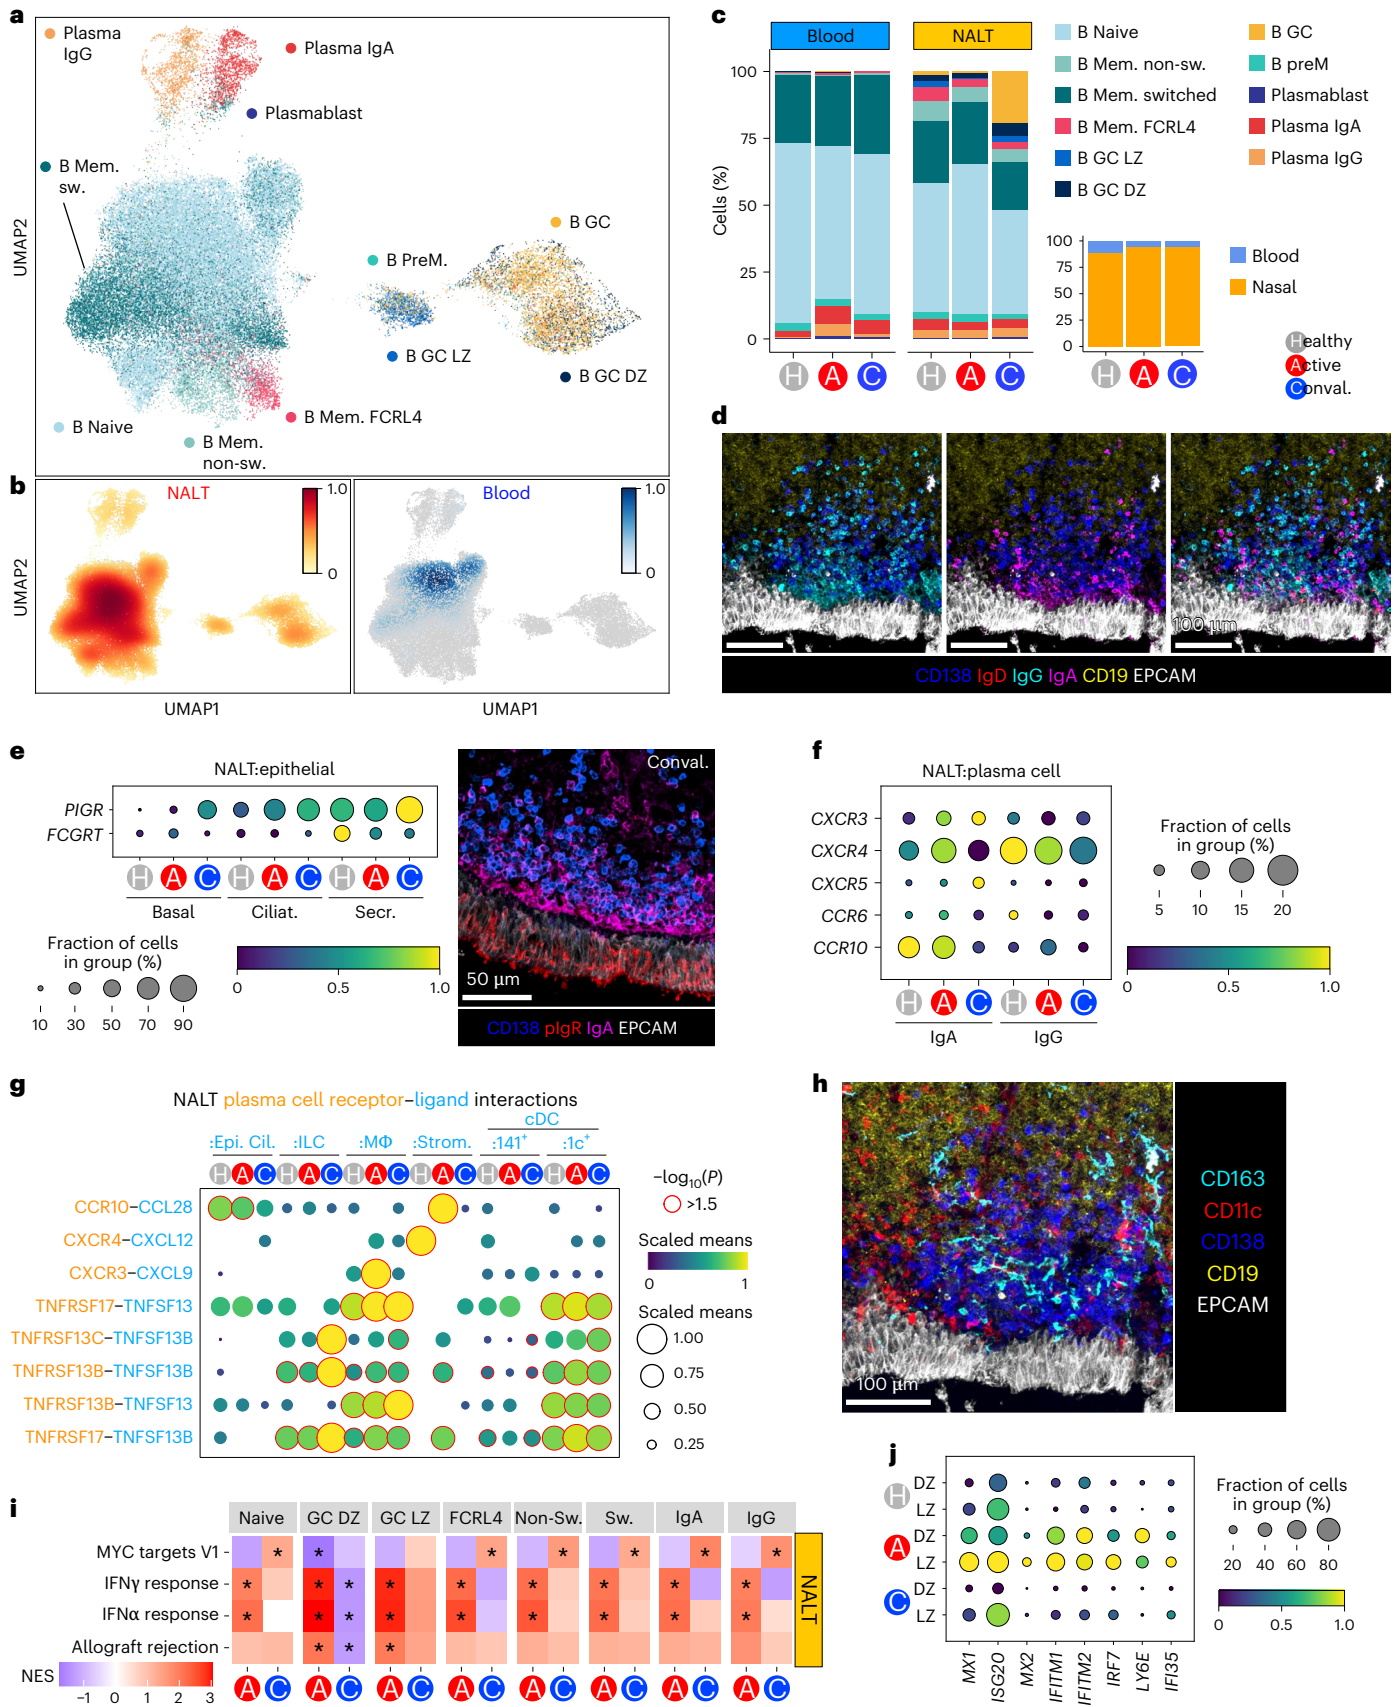 a
Plasma
IgG
Plasma IgA
Plasmablast
B Mem.
sw.
B GC
B PreM.
B GC LZ
B GC DZ
B Mem. FCRL4
B Naive
B Mem.
non-sw.
UMAP2
b
NALT
1.0
0
Blood
1.0
0
UMAP2
UMAP1
UMAP1
c
Blood
NALT
Cells (%)
100
75
50
25
0
H A C H A C
B Naive
B Mem. non-sw.
B Mem. switched
B Mem. FCRL4
B GC LZ
B GC DZ
B GC
B preM
Plasmablast
Plasma IgA
Plasma IgG
100
75
50
25
0
H A C
Blood
Nasal
Healthy
Active
Conval.
d
100 µm
CD138 IgD IgG IgA CD19 EPCAM
e
NALT:epithelial
PIGR
FCGRT
H A C H A C H A C
Basal Ciliat. Secr.
Fraction of cells
in group (%)
10 30 50 70 90
0 0.5 1.0
Conval.
50 µm
CD138 pIgR IgA EPCAM
f
NALT:plasma cell
CXCR3
CXCR4
CXCR5
CCR6
CCR10
H A C H A C
IgA IgG
Fraction of cells
in group (%)
5 10 15 20
0 0.5 1.0
g
NALT plasma cell receptor–ligand interactions
cDC
:Epi. Cil. :ILC :MΦ :Strom. :141+ :1c+
H A C H A C H A C H A C H A C H A C
CCR10–CCL28
CXCR4–CXCL12
CXCR3–CXCL9
TNFRSF17–TNFSF13
TNFRSF13C–TNFSF13B
TNFRSF13B–TNFSF13B
TNFRSF13B–TNFSF13
TNFRSF17–TNFSF13B
−log10(P)
>1.5
Scaled means
0 1
Scaled means
1.00
0.75
0.50
0.25
h
100 µm
CD163
CD11c
CD138
CD19
EPCAM
i
Naive GC DZ GC LZ FCRL4 Non-Sw. Sw. IgA IgG
MYC targets V1 * * * * * * *
IFNγ response * * * * * * * * *
IFNα response * * * * * * * * *
Allograft rejection * * *
NALT
NES
−1 0 1 2 3
A C A C A C A C A C A C A C A C
j
H
DZ
LZ
A
DZ
LZ
C
DZ
LZ
MX1 ISG20 MX2 IFITM1 IFITM2 IRF7 LY6E IFI35
Fraction of cells
in group (%)
20 40 60 80
0 0.5 1.0